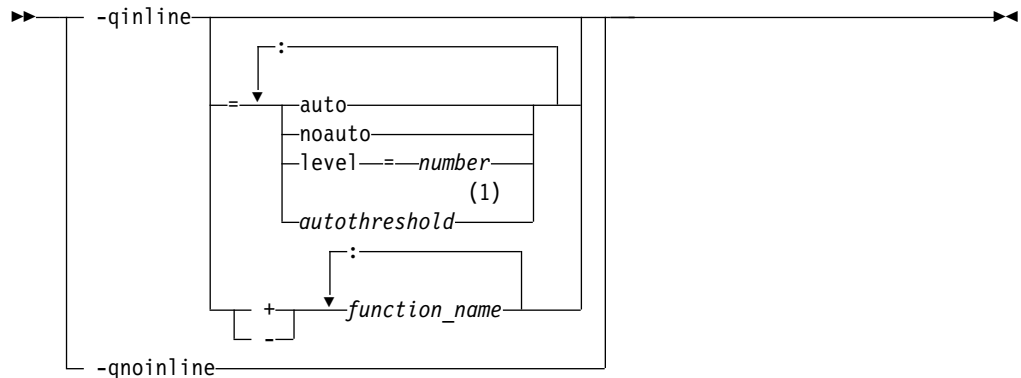 -qinline
:
= auto
noauto
level = number
(1)
autothreshold
:
+ function_name
-
-qnoinline